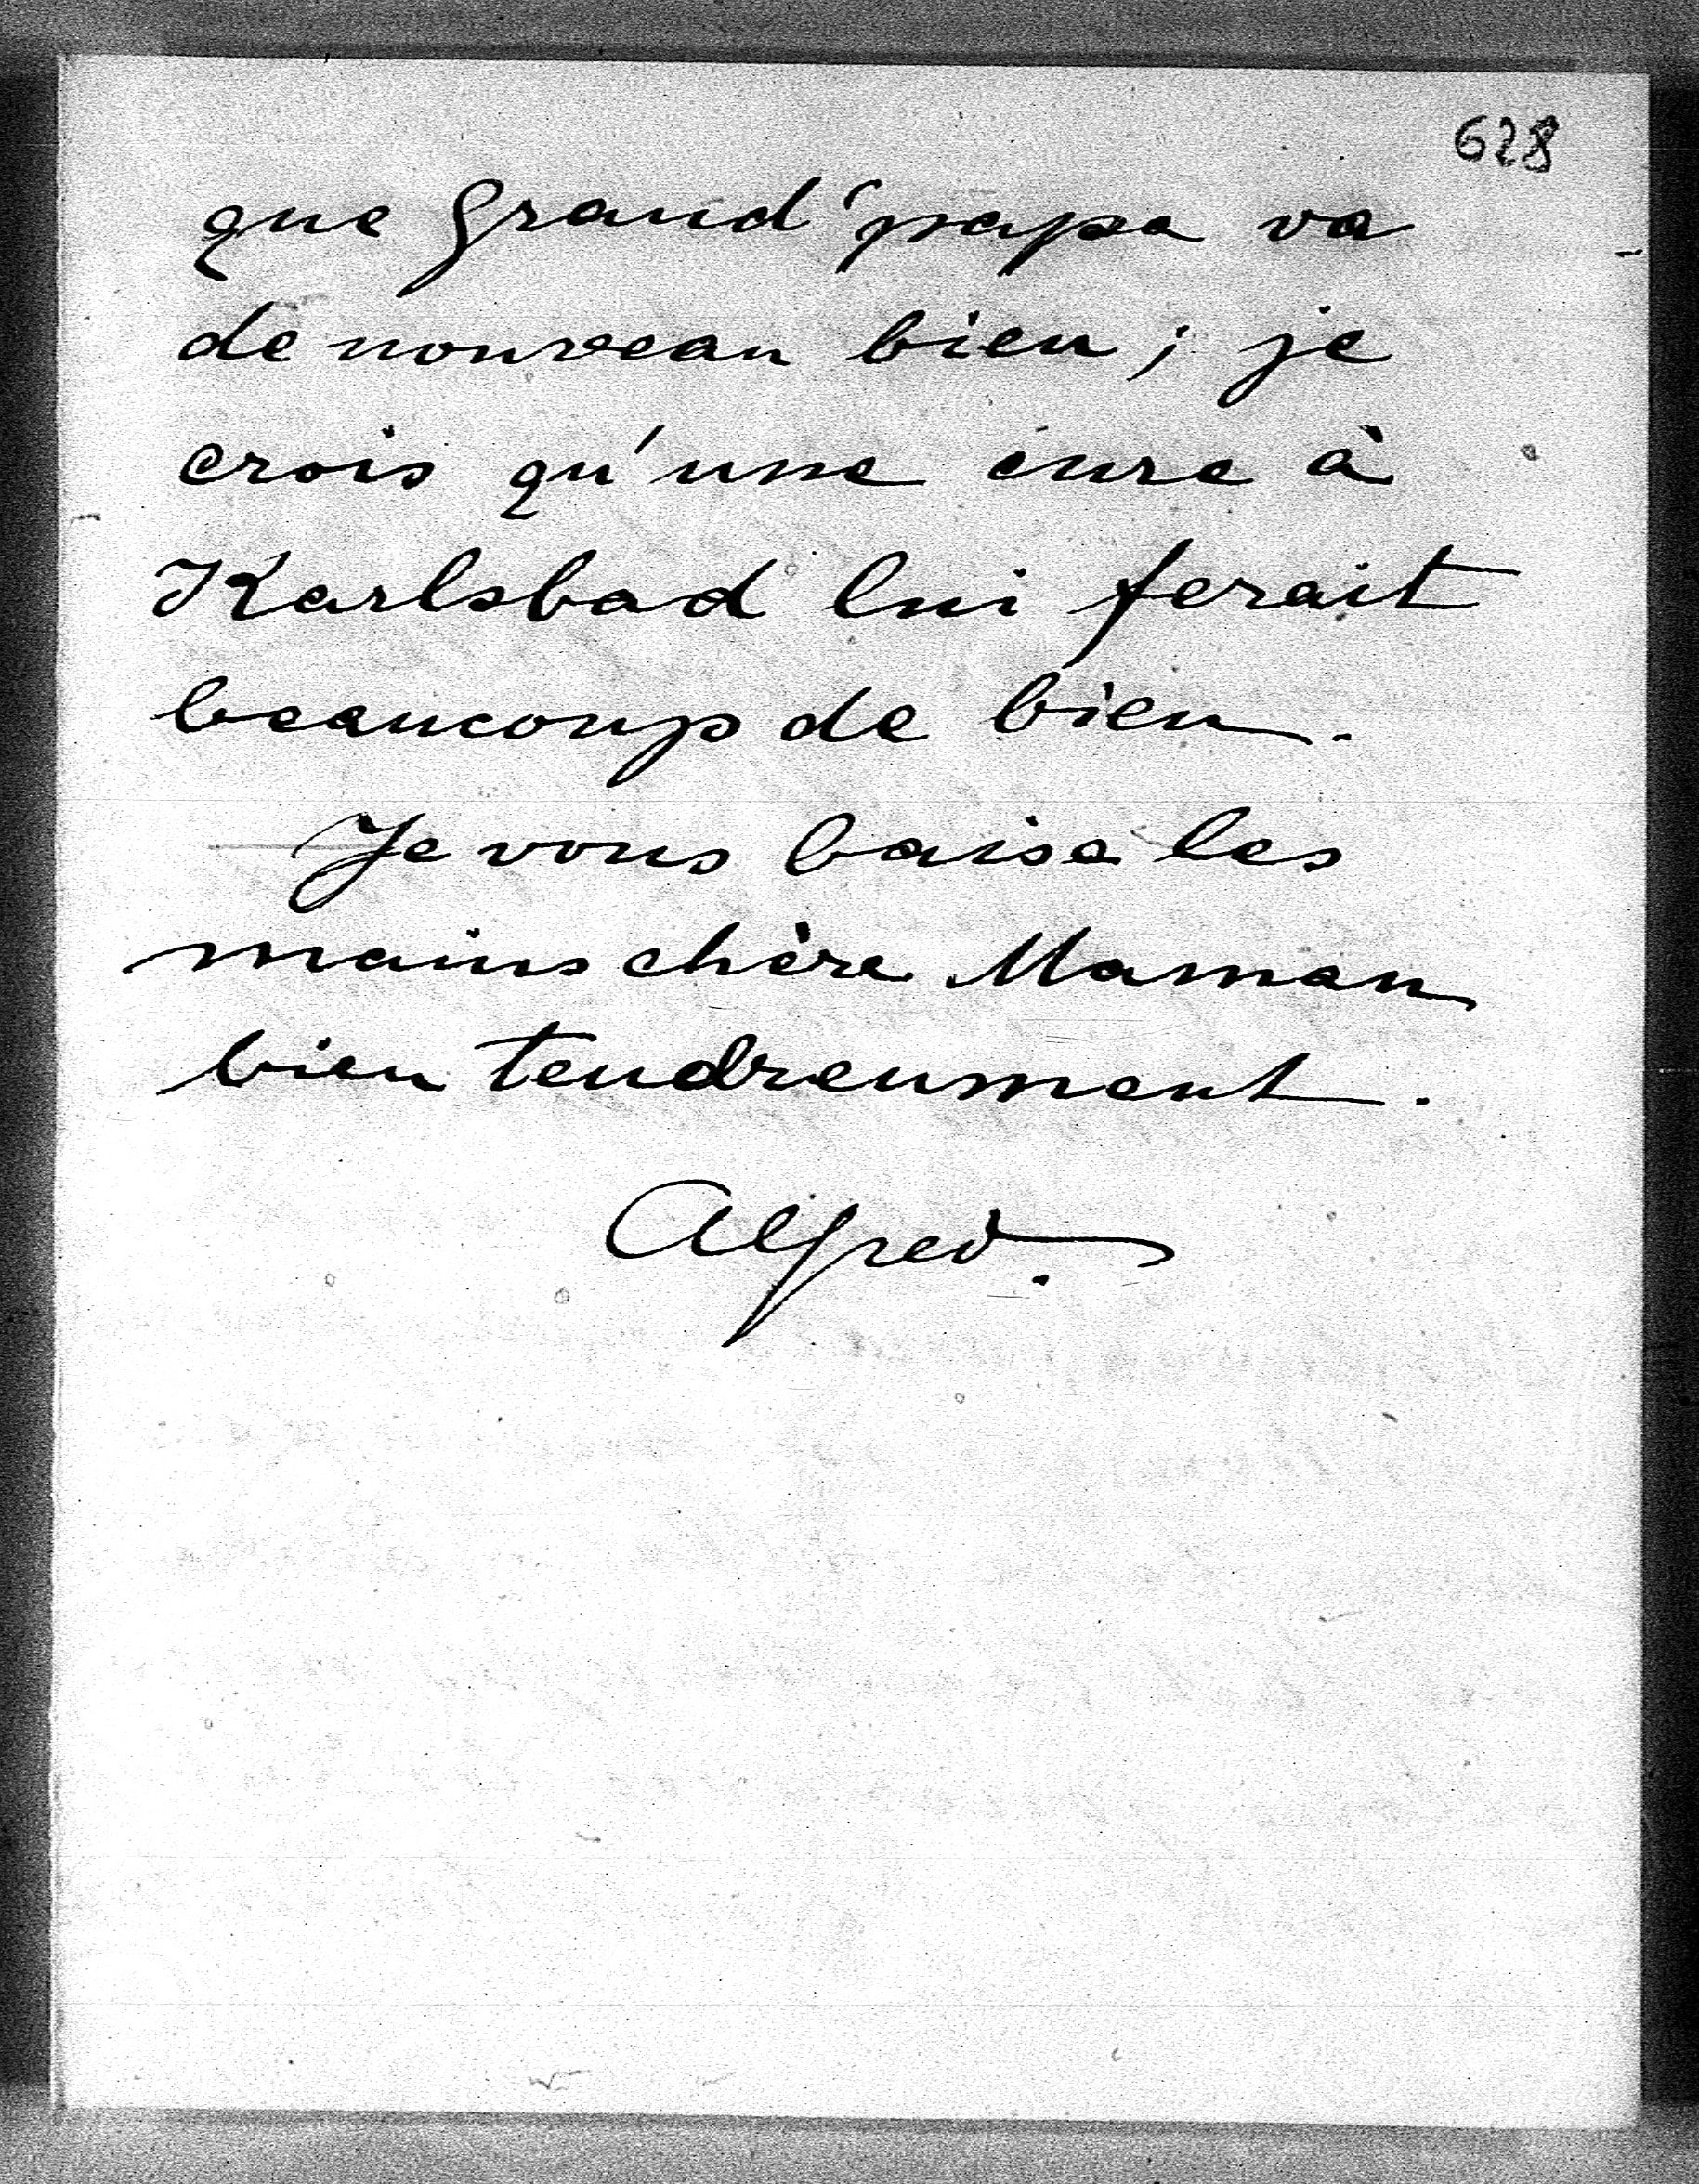 628
que Grand'papa va
de nouveau bien ; je
crois qu'une cure à
Karlsbad lui ferait
beaucoup de bien.
Je vous baise les
mains chère Maman
bien tendreument.
Alfred.